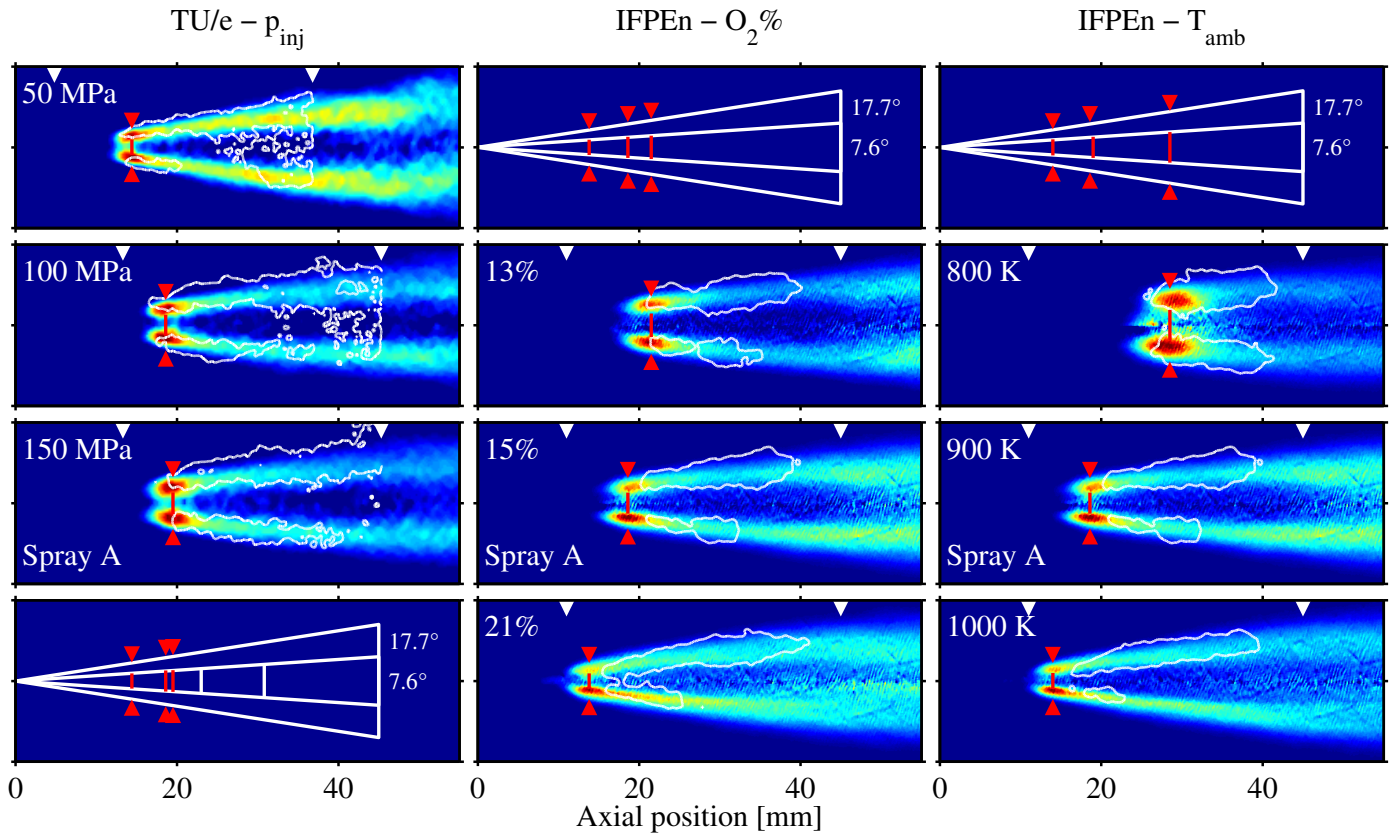 TU/e – p_inj
IFPEn – O₂%
IFPEn – T_amb
50 MPa
17.7°
7.6°
17.7°
7.6°
100 MPa
13%
800 K
150 MPa
Spray A
15%
Spray A
900 K
Spray A
17.7°
7.6°
21%
1000 K
0 20 40
0 20 40
0 20 40
Axial position [mm]